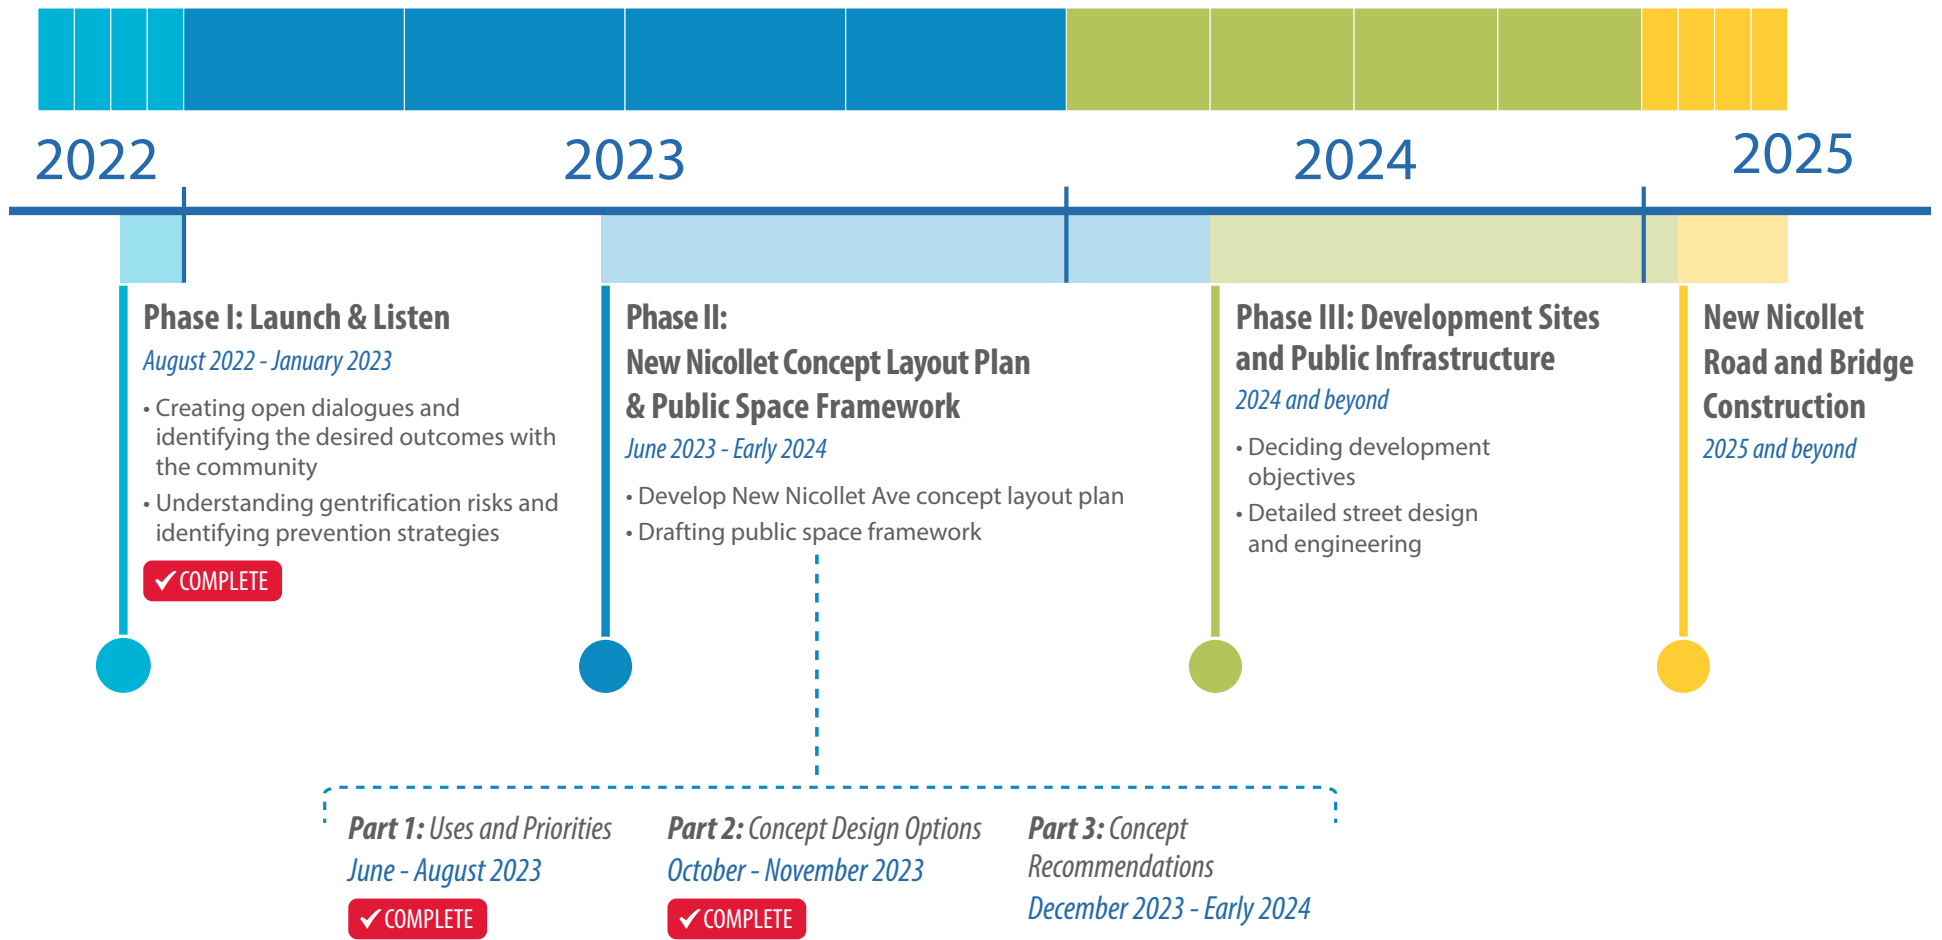 2022
2023
2024
2025
Phase I: Launch & Listen
August 2022 - January 2023
• Creating open dialogues and
identifying the desired outcomes with
the community
• Understanding gentrification risks and
identifying prevention strategies
✓ COMPLETE
Phase II:
New Nicollet Concept Layout Plan
& Public Space Framework
June 2023 - Early 2024
• Develop New Nicollet Ave concept layout plan
• Drafting public space framework
Phase III: Development Sites
and Public Infrastructure
2024 and beyond
• Deciding development
objectives
• Detailed street design
and engineering
New Nicollet
Road and Bridge
Construction
2025 and beyond
Part 1: Uses and Priorities
June - August 2023
✓ COMPLETE
Part 2: Concept Design Options
October - November 2023
✓ COMPLETE
Part 3: Concept
Recommendations
December 2023 - Early 2024